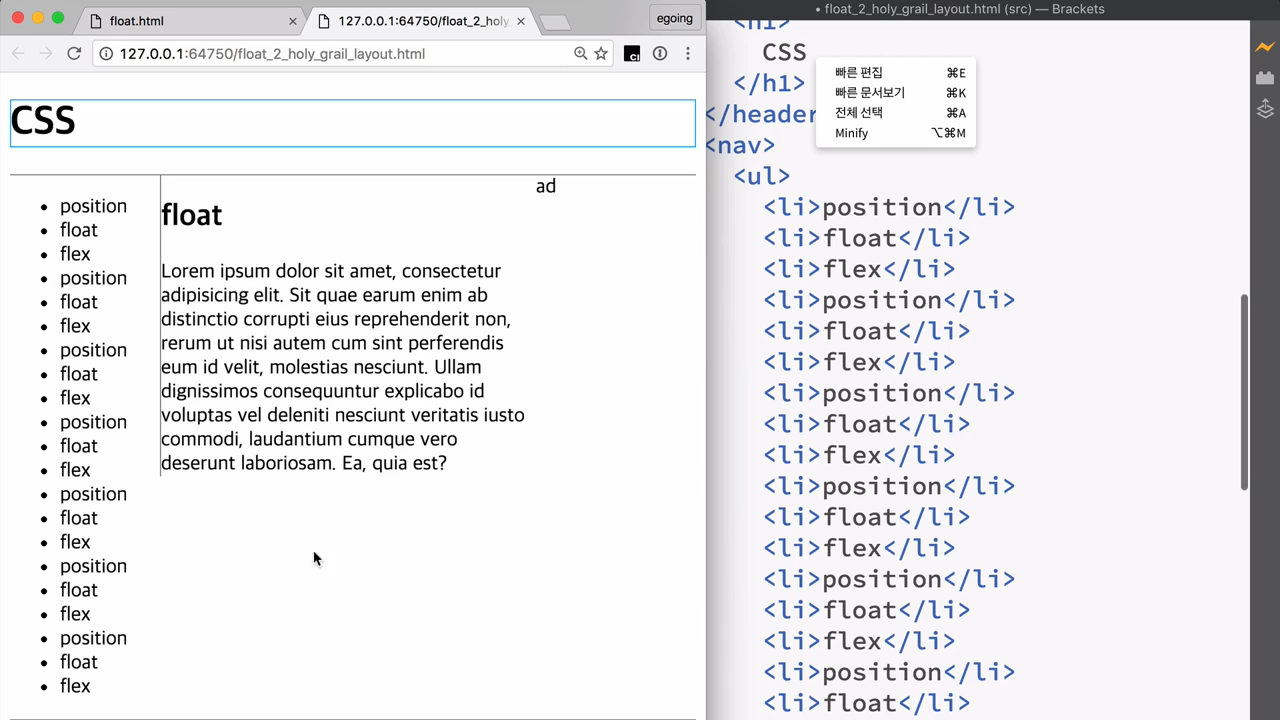 float.html
127.0.0.1:64750/float_2_holy
egoing
127.0.0.1:64750/float_2_holy_grail_layout.html
CSS
position
float
flex
position
float
flex
position
float
flex
position
float
flex
position
float
flex
position
float
flex
position
float
flex
float
Lorem ipsum dolor sit amet, consectetur
adipisicing elit. Sit quae earum enim ab
distinctio corrupti eius reprehenderit non,
rerum ut nisi autem cum sint perferendis
eum id velit, molestias nesciunt. Ullam
dignissimos consequuntur explicabo id
voluptas vel deleniti nesciunt veritatis iusto
commodi, laudantium cumque vero
deserunt laboriosam. Ea, quia est?
ad
• float_2_holy_grail_layout.html (src) — Brackets
<h1>
CSS
</h1>
</header
<nav>
<ul>
<li>position</li>
<li>float</li>
<li>flex</li>
<li>position</li>
<li>float</li>
<li>flex</li>
<li>position</li>
<li>float</li>
<li>flex</li>
<li>position</li>
<li>float</li>
<li>flex</li>
<li>position</li>
<li>float</li>
<li>flex</li>
<li>position</li>
<li>float</li>
빠른 편집 ⌘E
빠른 문서보기 ⌘K
전체 선택 ⌘A
Minify ⌥⌘M